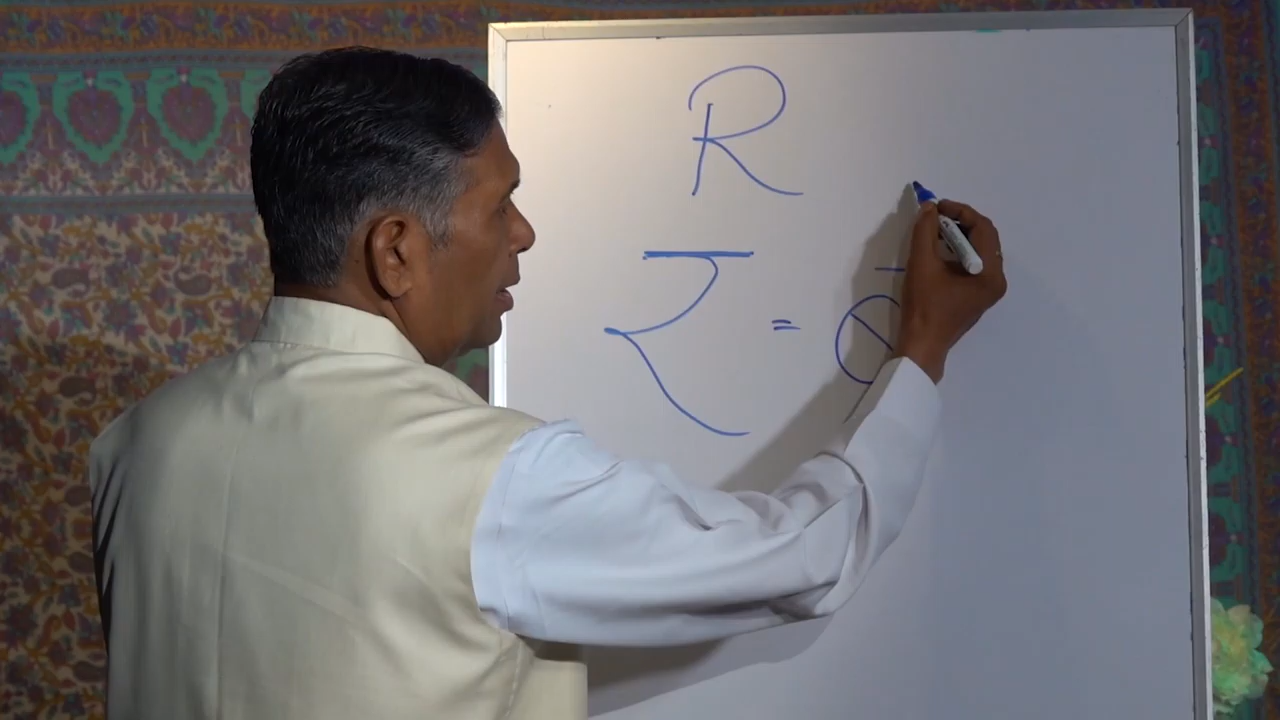 R
र =